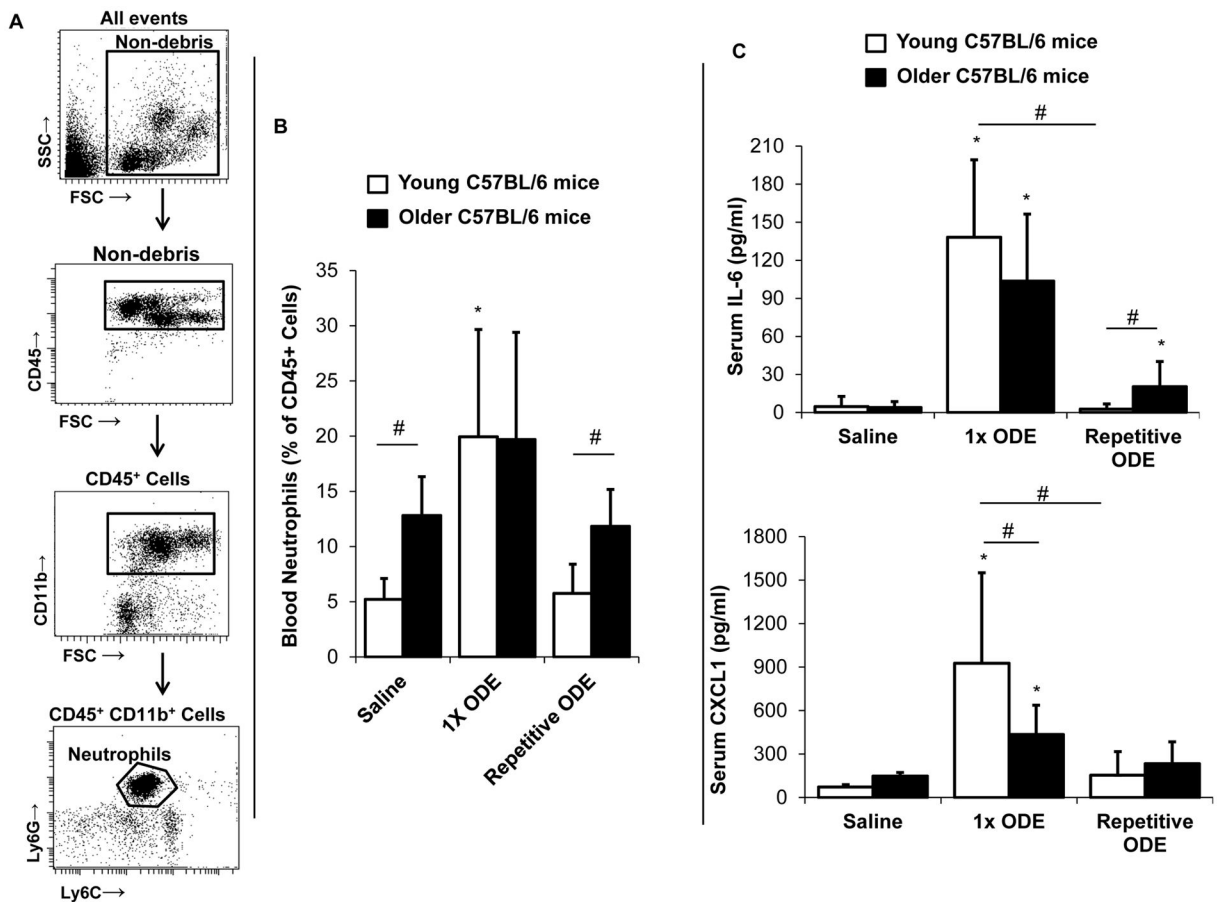 A
All events
Non-debris
SSC→
FSC →
Non-debris
CD45→
FSC →
CD45+ Cells
CD11b→
FSC →
CD45+ CD11b+ Cells
Neutrophils
Ly6G→
Ly6C→
B
Young C57BL/6 mice
Older C57BL/6 mice
Blood Neutrophils (% of CD45+ Cells)
35
30
25
20
15
10
5
0
#
*
#
Saline
1X ODE
Repetitive ODE
C
Young C57BL/6 mice
Older C57BL/6 mice
Serum IL-6 (pg/ml)
210
180
150
120
90
60
30
0
#
*
*
#
*
Saline
1x ODE
Repetitive
ODE
Serum CXCL1 (pg/ml)
1800
1500
1200
900
600
300
0
#
#
*
*
Saline
1x ODE
Repetitive
ODE